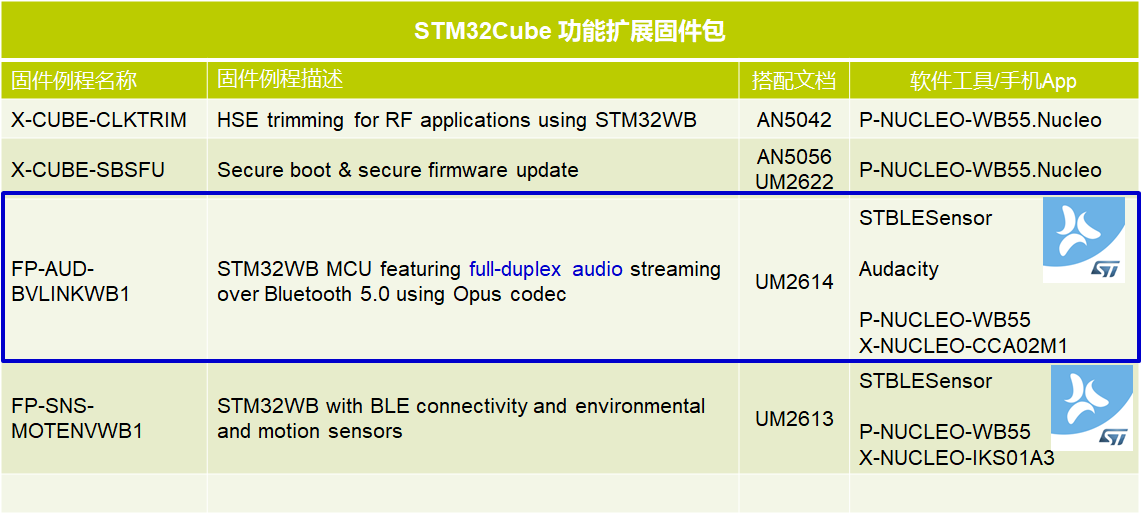 STM32Cube 功能扩展固件包
固件例程名称
固件例程描述
搭配文档
软件工具/手机App
X-CUBE-CLKTRIM
HSE trimming for RF applications using STM32WB
AN5042
P-NUCLEO-WB55.Nucleo
X-CUBE-SBSFU
Secure boot & secure firmware update
AN5056
UM2622
P-NUCLEO-WB55.Nucleo
FP-AUD-
BVLINKWB1
STM32WB MCU featuring full-duplex audio streaming
over Bluetooth 5.0 using Opus codec
UM2614
STBLESensor
Audacity
P-NUCLEO-WB55
X-NUCLEO-CCA02M1
ST
FP-SNS-
MOTENVWB1
STM32WB with BLE connectivity and environmental
and motion sensors
UM2613
STBLESensor
P-NUCLEO-WB55
X-NUCLEO-IKS01A3
ST